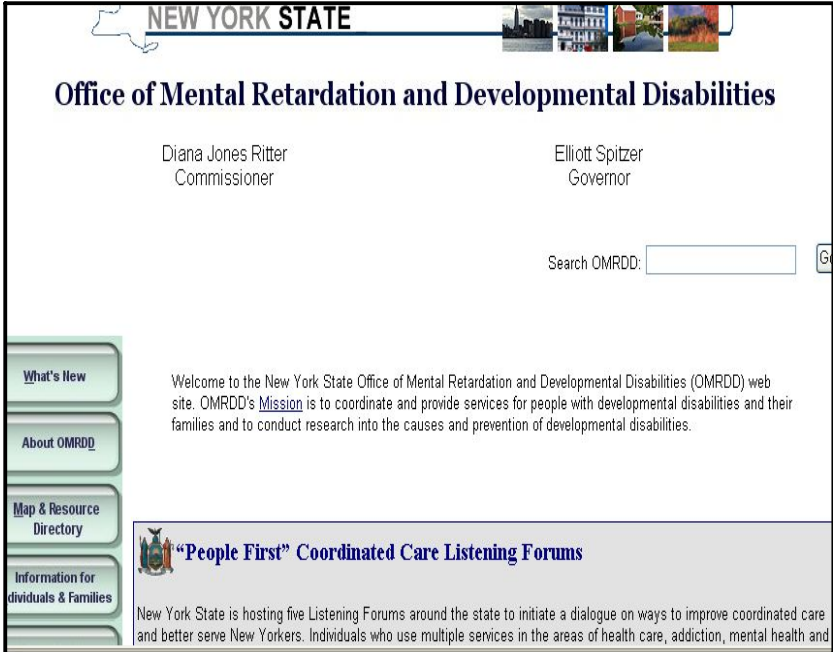 NEW YORK STATE
Office of Mental Retardation and Developmental Disabilities
Diana Jones Ritter
Commissioner
Elliott Spitzer
Governor
Search OMRDD:
What's New
About OMRDD
Map & Resource
Directory
Information for
dividuals & Families
Welcome to the New York State Office of Mental Retardation and Developmental Disabilities (OMRDD) web
site. OMRDD's Mission is to coordinate and provide services for people with developmental disabilities and their
families and to conduct research into the causes and prevention of developmental disabilities.
“People First” Coordinated Care Listening Forums
New York State is hosting five Listening Forums around the state to initiate a dialogue on ways to improve coordinated care
and better serve New Yorkers. Individuals who use multiple services in the areas of health care, addiction, mental health and